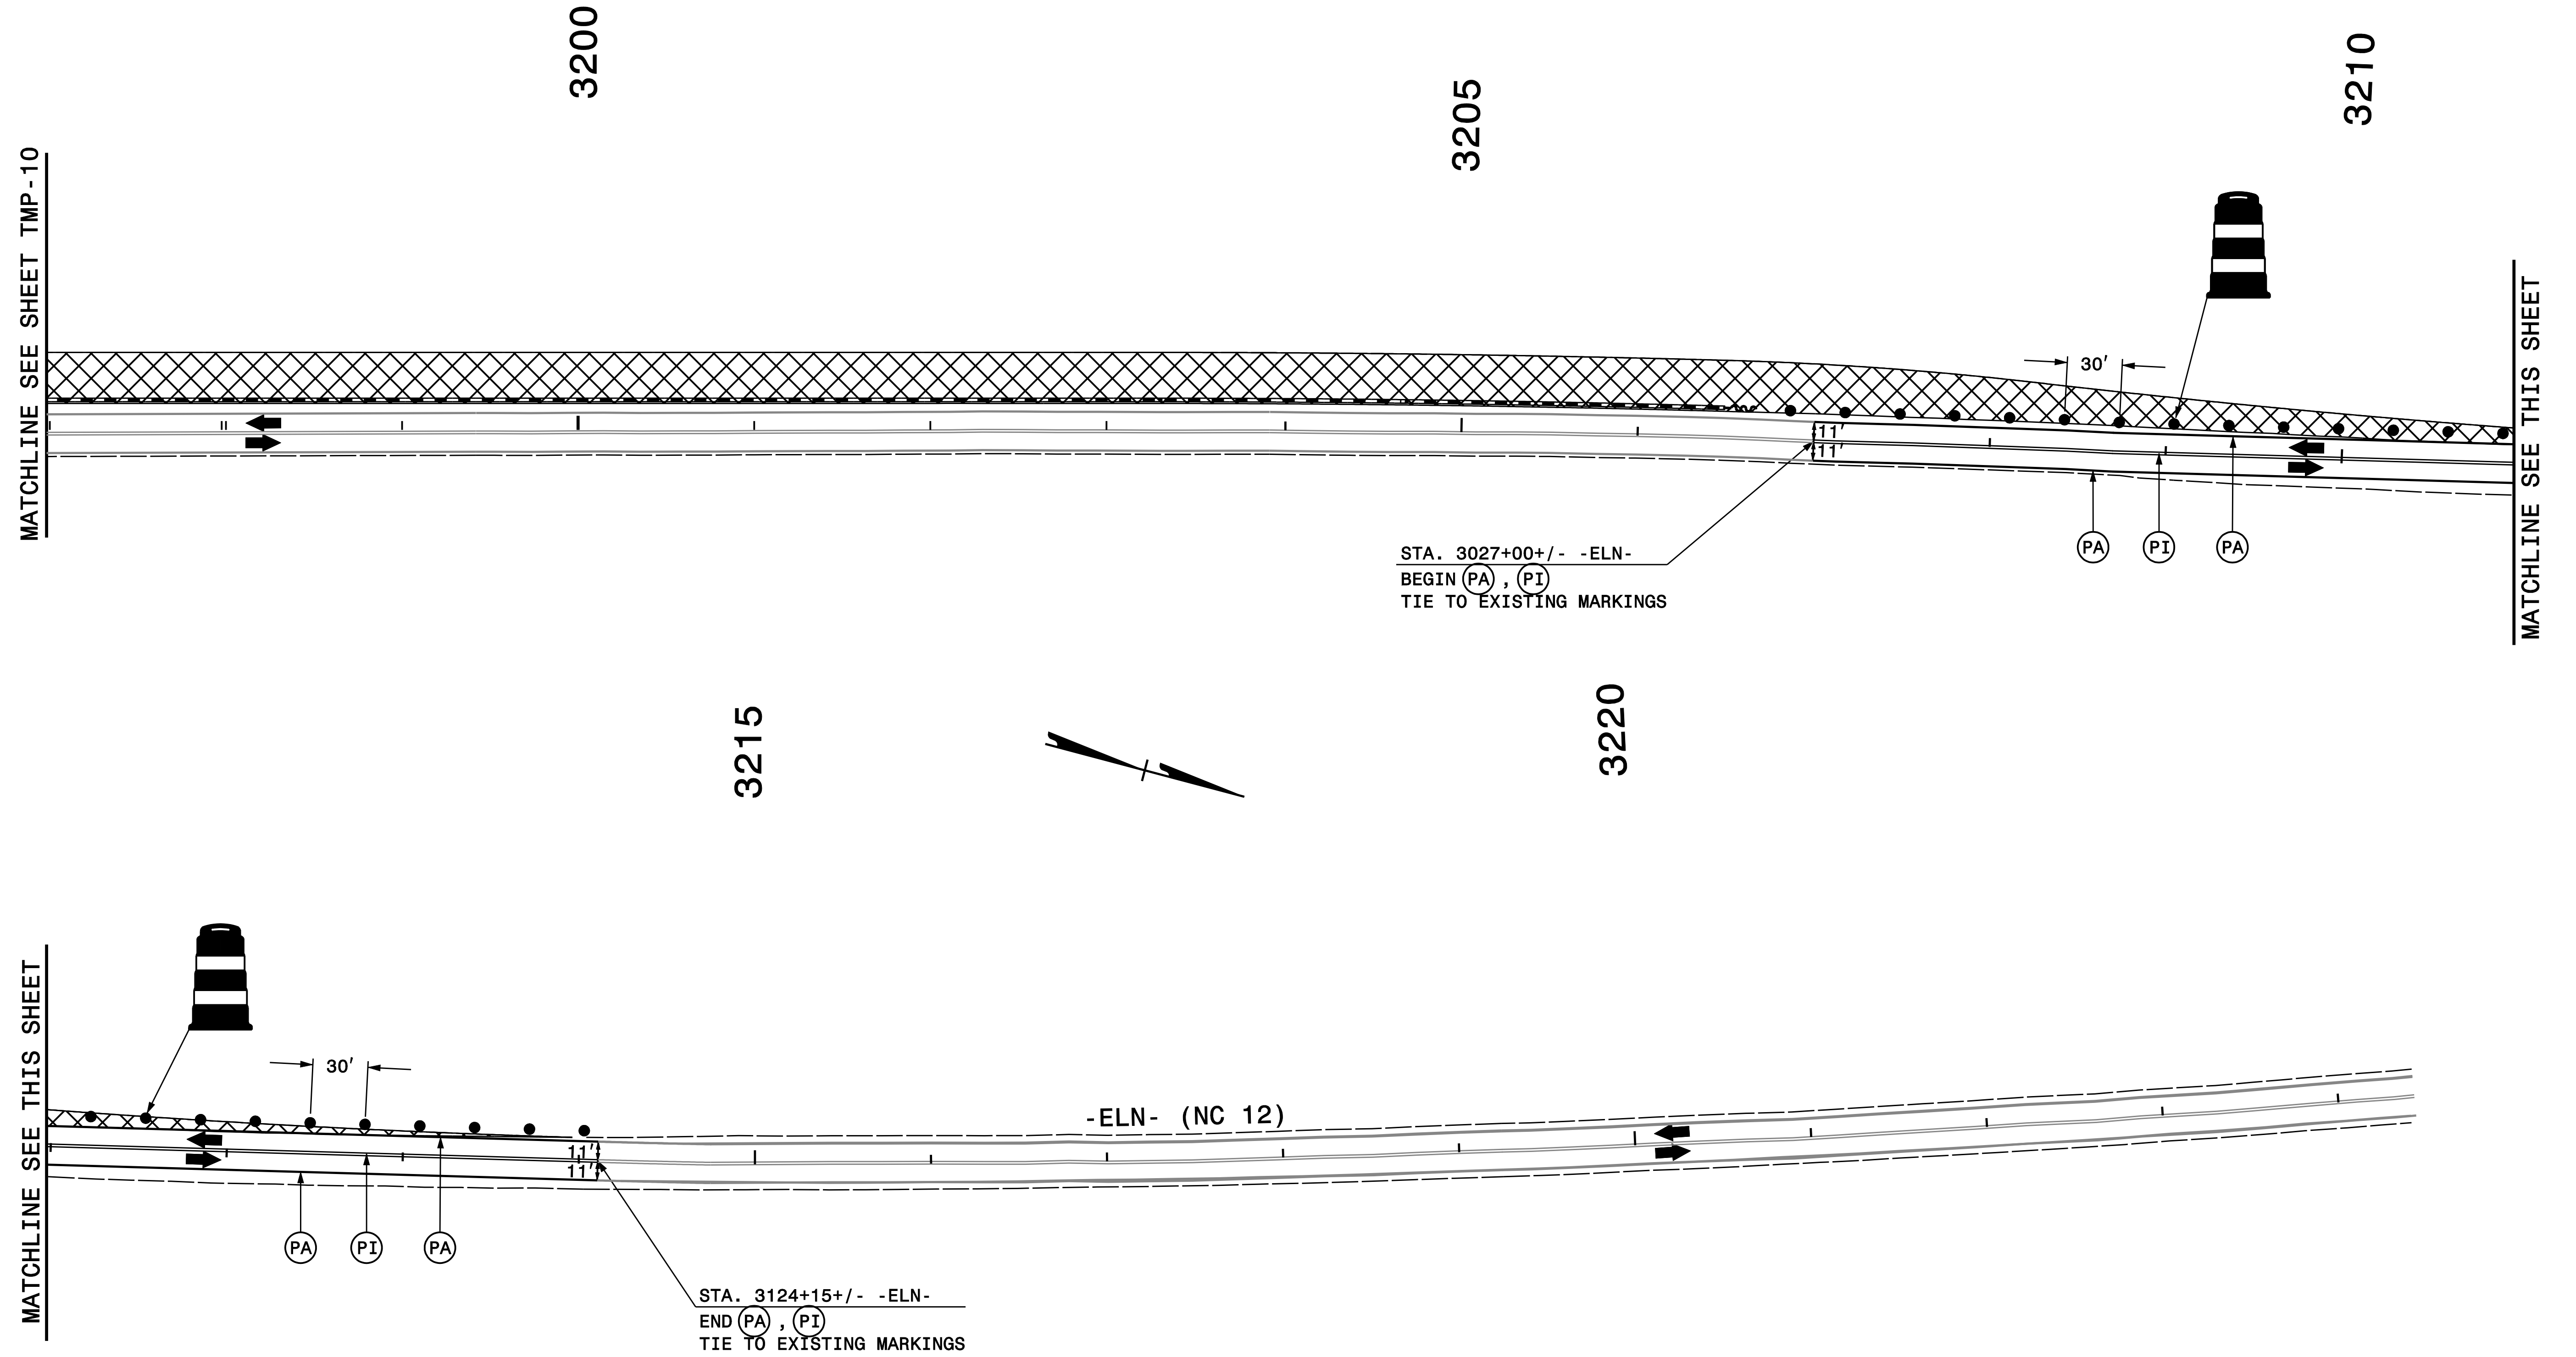 3200
3205
3210
MATCHLINE SEE SHEET TMP-10
30'
11'
11'
MATCHLINE SEE THIS SHEET
STA. 3027+00+/- -ELN-
BEGIN PA , PI
TIE TO EXISTING MARKINGS
PA
PI
PA
3215
3220
MATCHLINE SEE THIS SHEET
30'
-ELN- (NC 12)
11'
11'
PA
PI
PA
STA. 3124+15+/- -ELN-
END PA , PI
TIE TO EXISTING MARKINGS